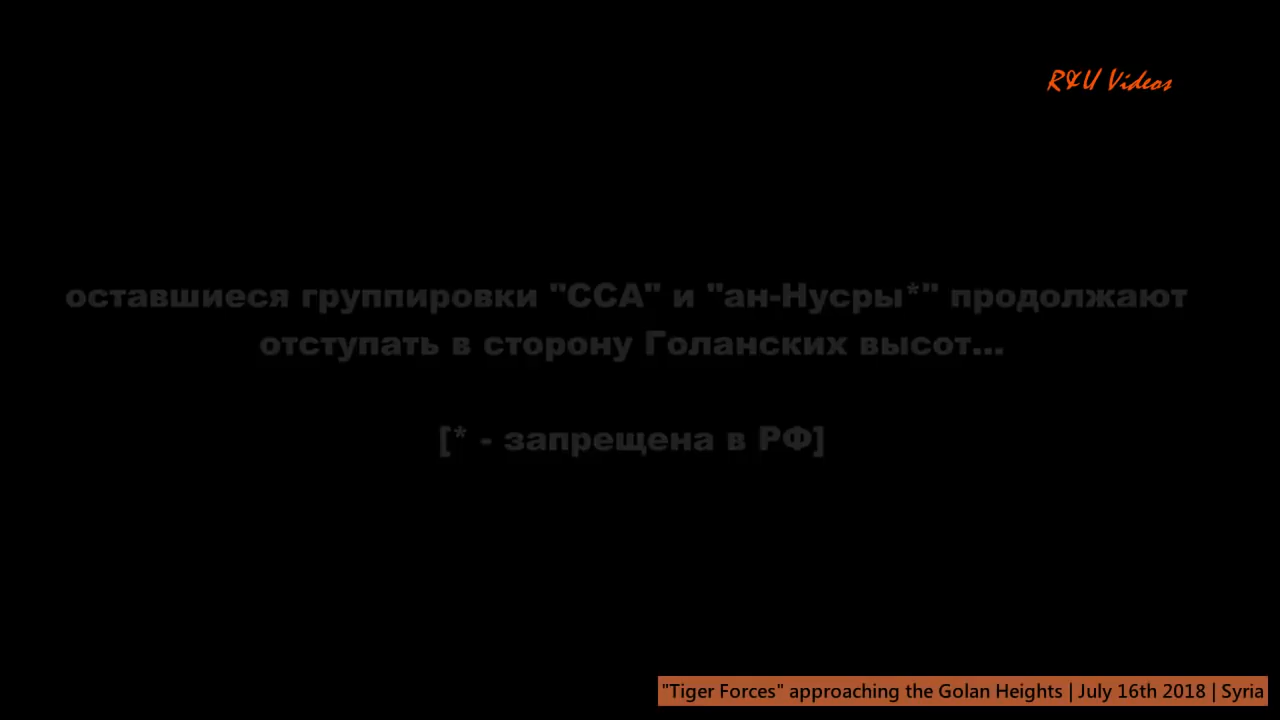 R&U Videos
оставшиеся группировки "ССА" и "ан-Нусры*" продолжают
отступать в сторону Голанских высот...
[* - запрещена в РФ]
"Tiger Forces" approaching the Golan Heights | July 16th 2018 | Syria